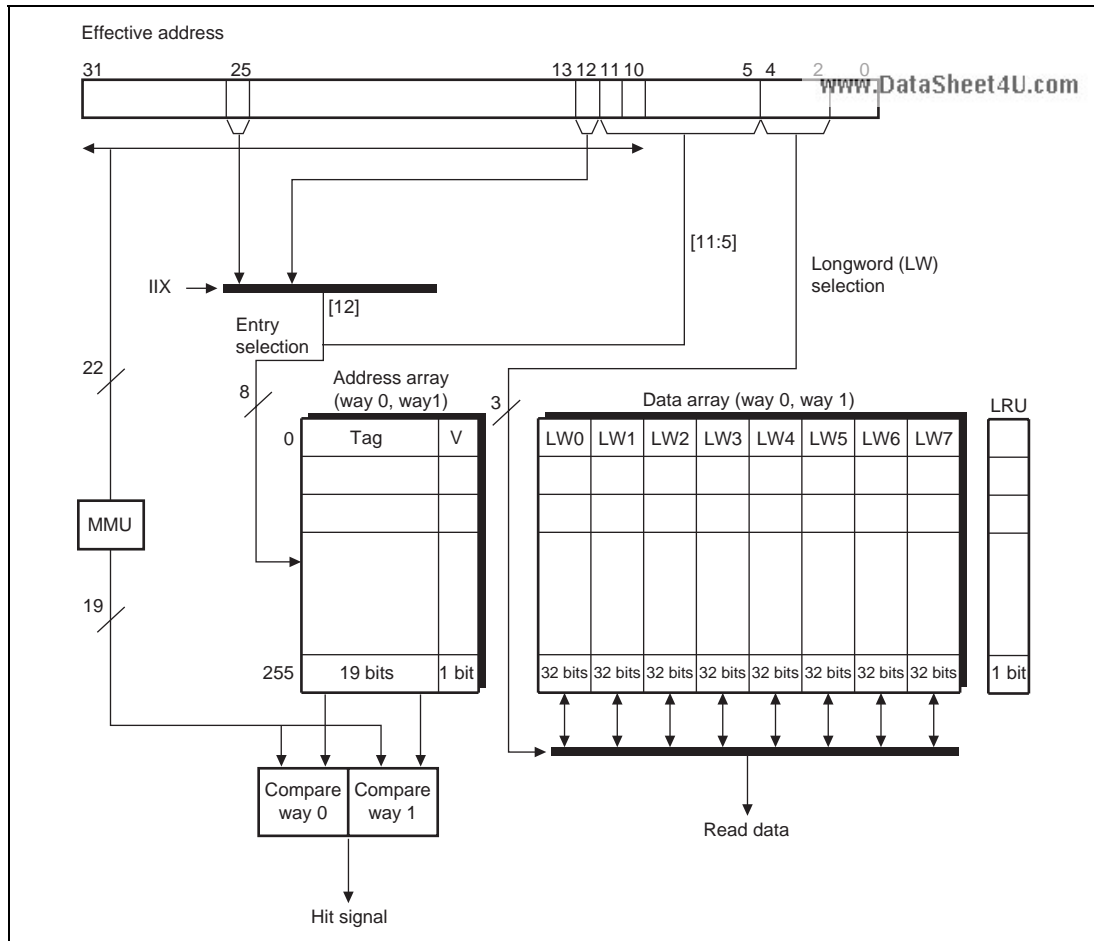 Effective address
31 25 13 12 11 10 5 4 2 0
www.DataSheet4U.com
[11:5]
Longword (LW)
selection
IIX
[12]
Entry
selection
22
8
Address array
(way 0, way1)
3
Data array (way 0, way 1)
LRU
0 Tag V
LW0 LW1 LW2 LW3 LW4 LW5 LW6 LW7
MMU
19
255 19 bits 1 bit
32 bits 32 bits 32 bits 32 bits 32 bits 32 bits 32 bits 32 bits
1 bit
Compare
way 0
Compare
way 1
Read data
Hit signal